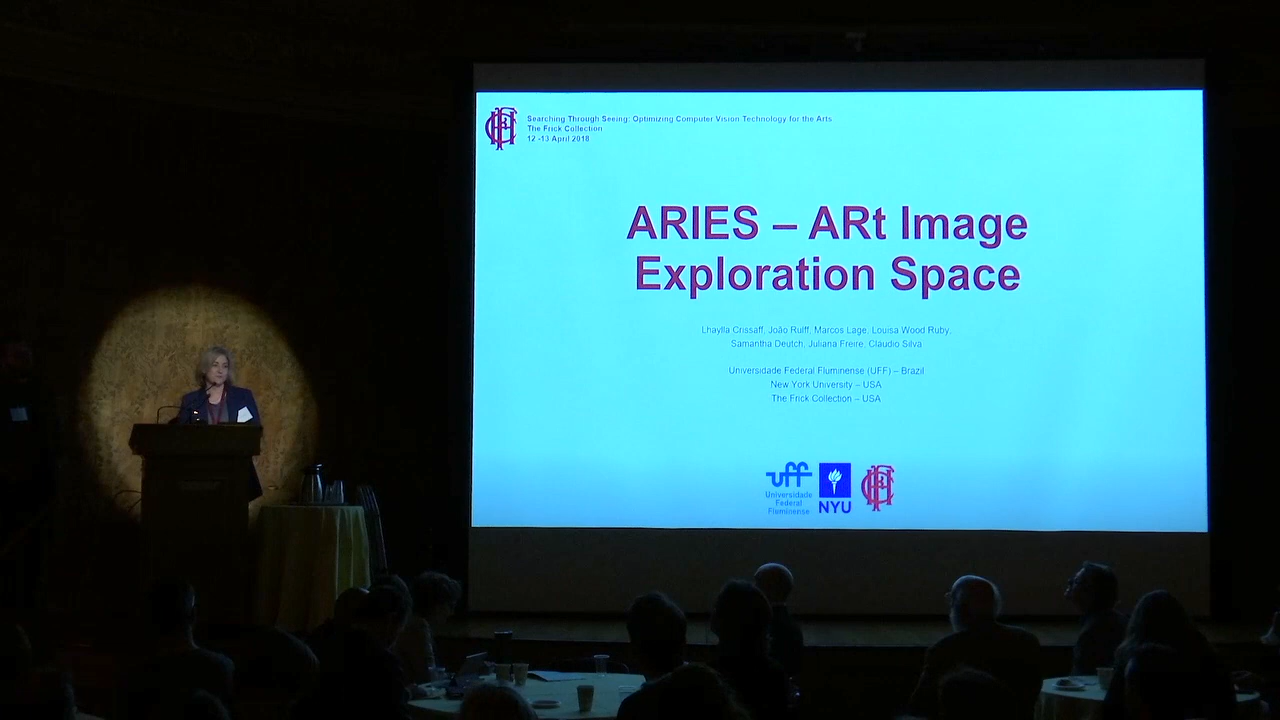 Searching Through Seeing: Optimizing Computer Vision Technology for the Arts
The Frick Collection
12 -13 April 2018
ARIES – ARt Image
Exploration Space
Lhaylla Crissaff, João Rulff, Marcos Lage, Louisa Wood Ruby,
Samantha Deutch, Juliana Freire, Claudio Silva
Universidade Federal Fluminense (UFF) – Brazil
New York University – USA
The Frick Collection – USA
uff
Universidade
Federal
Fluminense
NYU